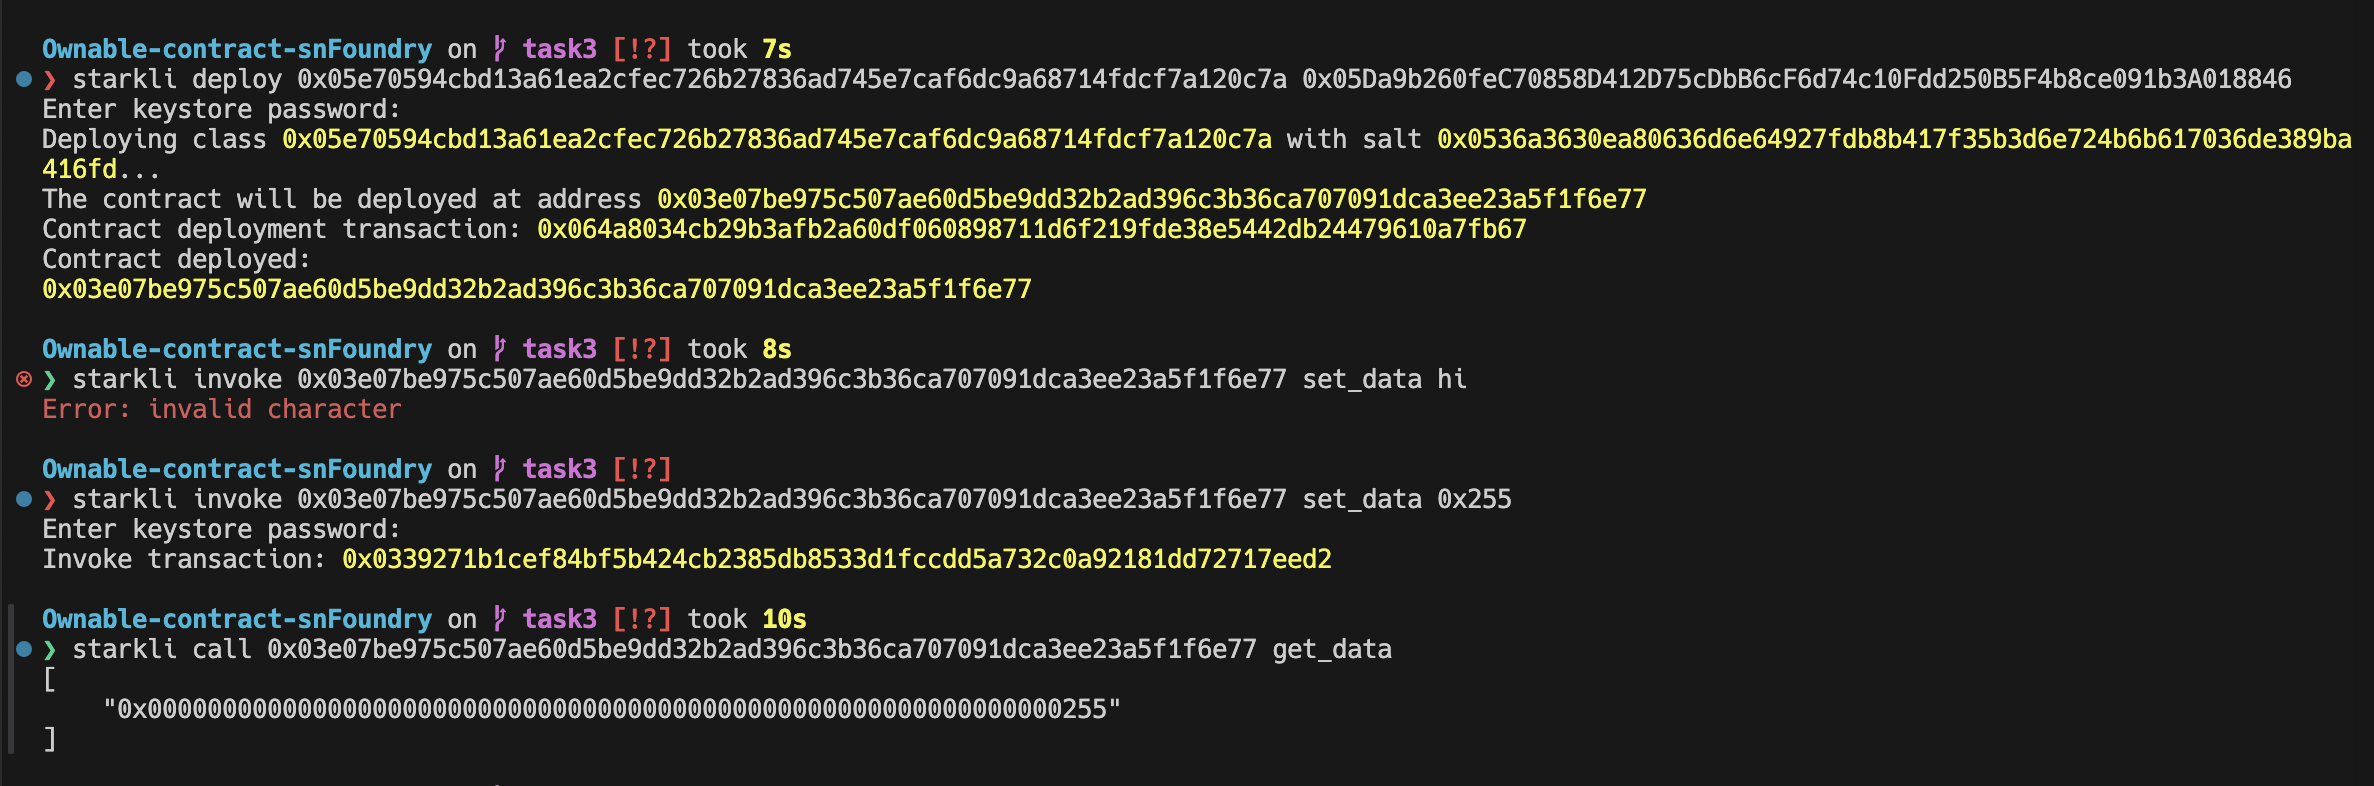 Ownable-contract-snFoundry on task3 [!?] took 7s
❯ starkli deploy 0x05e70594cbd13a61ea2cfec726b27836ad745e7caf6dc9a68714fdcf7a120c7a 0x05Da9b260feC70858D412D75cDbB6cF6d74c10Fdd250B5F4b8ce091b3A018846
Enter keystore password:
Deploying class 0x05e70594cbd13a61ea2cfec726b27836ad745e7caf6dc9a68714fdcf7a120c7a with salt 0x0536a3630ea80636d6e64927fdb8b417f35b3d6e724b6b617036de389ba
416fd...
The contract will be deployed at address 0x03e07be975c507ae60d5be9dd32b2ad396c3b36ca707091dca3ee23a5f1f6e77
Contract deployment transaction: 0x064a8034cb29b3afb2a60df060898711d6f219fde38e5442db24479610a7fb67
Contract deployed:
0x03e07be975c507ae60d5be9dd32b2ad396c3b36ca707091dca3ee23a5f1f6e77
Ownable-contract-snFoundry on task3 [!?] took 8s
❯ starkli invoke 0x03e07be975c507ae60d5be9dd32b2ad396c3b36ca707091dca3ee23a5f1f6e77 set_data hi
Error: invalid character
Ownable-contract-snFoundry on task3 [!?]
❯ starkli invoke 0x03e07be975c507ae60d5be9dd32b2ad396c3b36ca707091dca3ee23a5f1f6e77 set_data 0x255
Enter keystore password:
Invoke transaction: 0x0339271b1cef84bf5b424cb2385db8533d1fccdd5a732c0a92181dd72717eed2
Ownable-contract-snFoundry on task3 [!?] took 10s
❯ starkli call 0x03e07be975c507ae60d5be9dd32b2ad396c3b36ca707091dca3ee23a5f1f6e77 get_data
[
"0x0000000000000000000000000000000000000000000000000000000000000255"
]